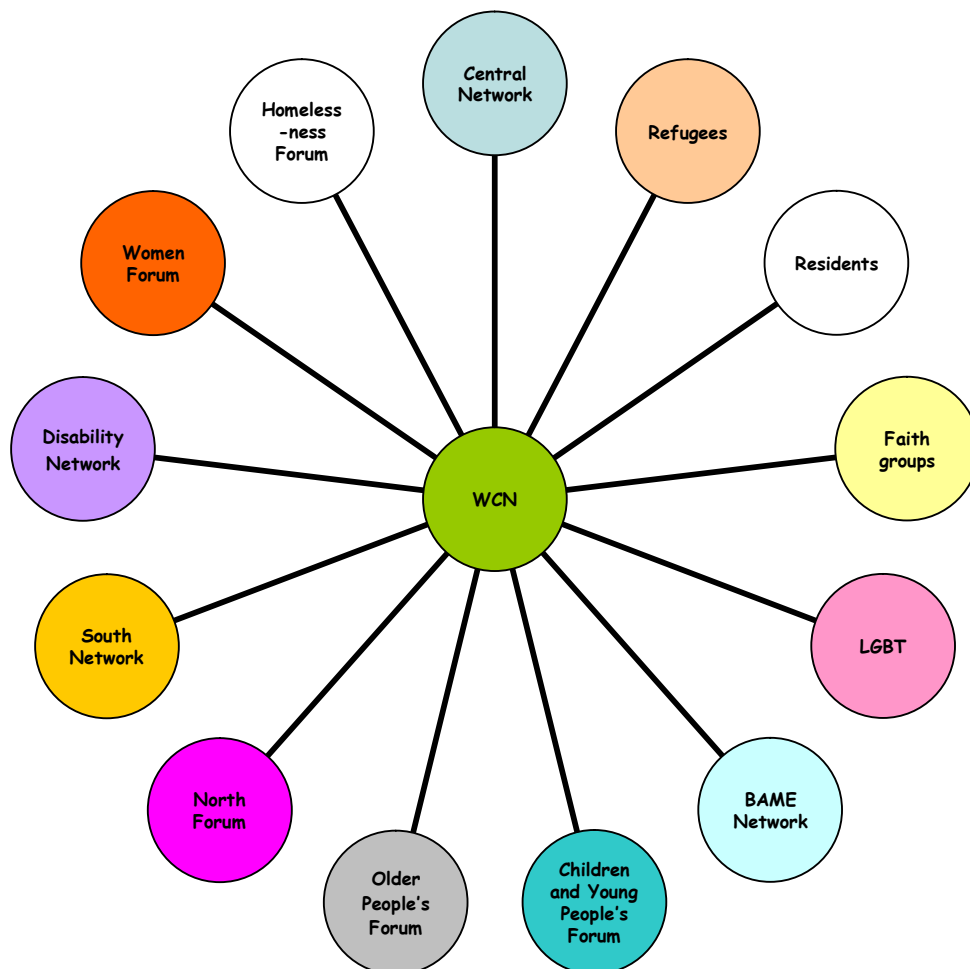 Central
Network
Refugees
Residents
Faith
groups
LGBT
BAME
Network
Children
and Young
People's
Forum
Older
People's
Forum
North
Forum
South
Network
Disability
Network
Women
Forum
Homeless
-ness
Forum
WCN